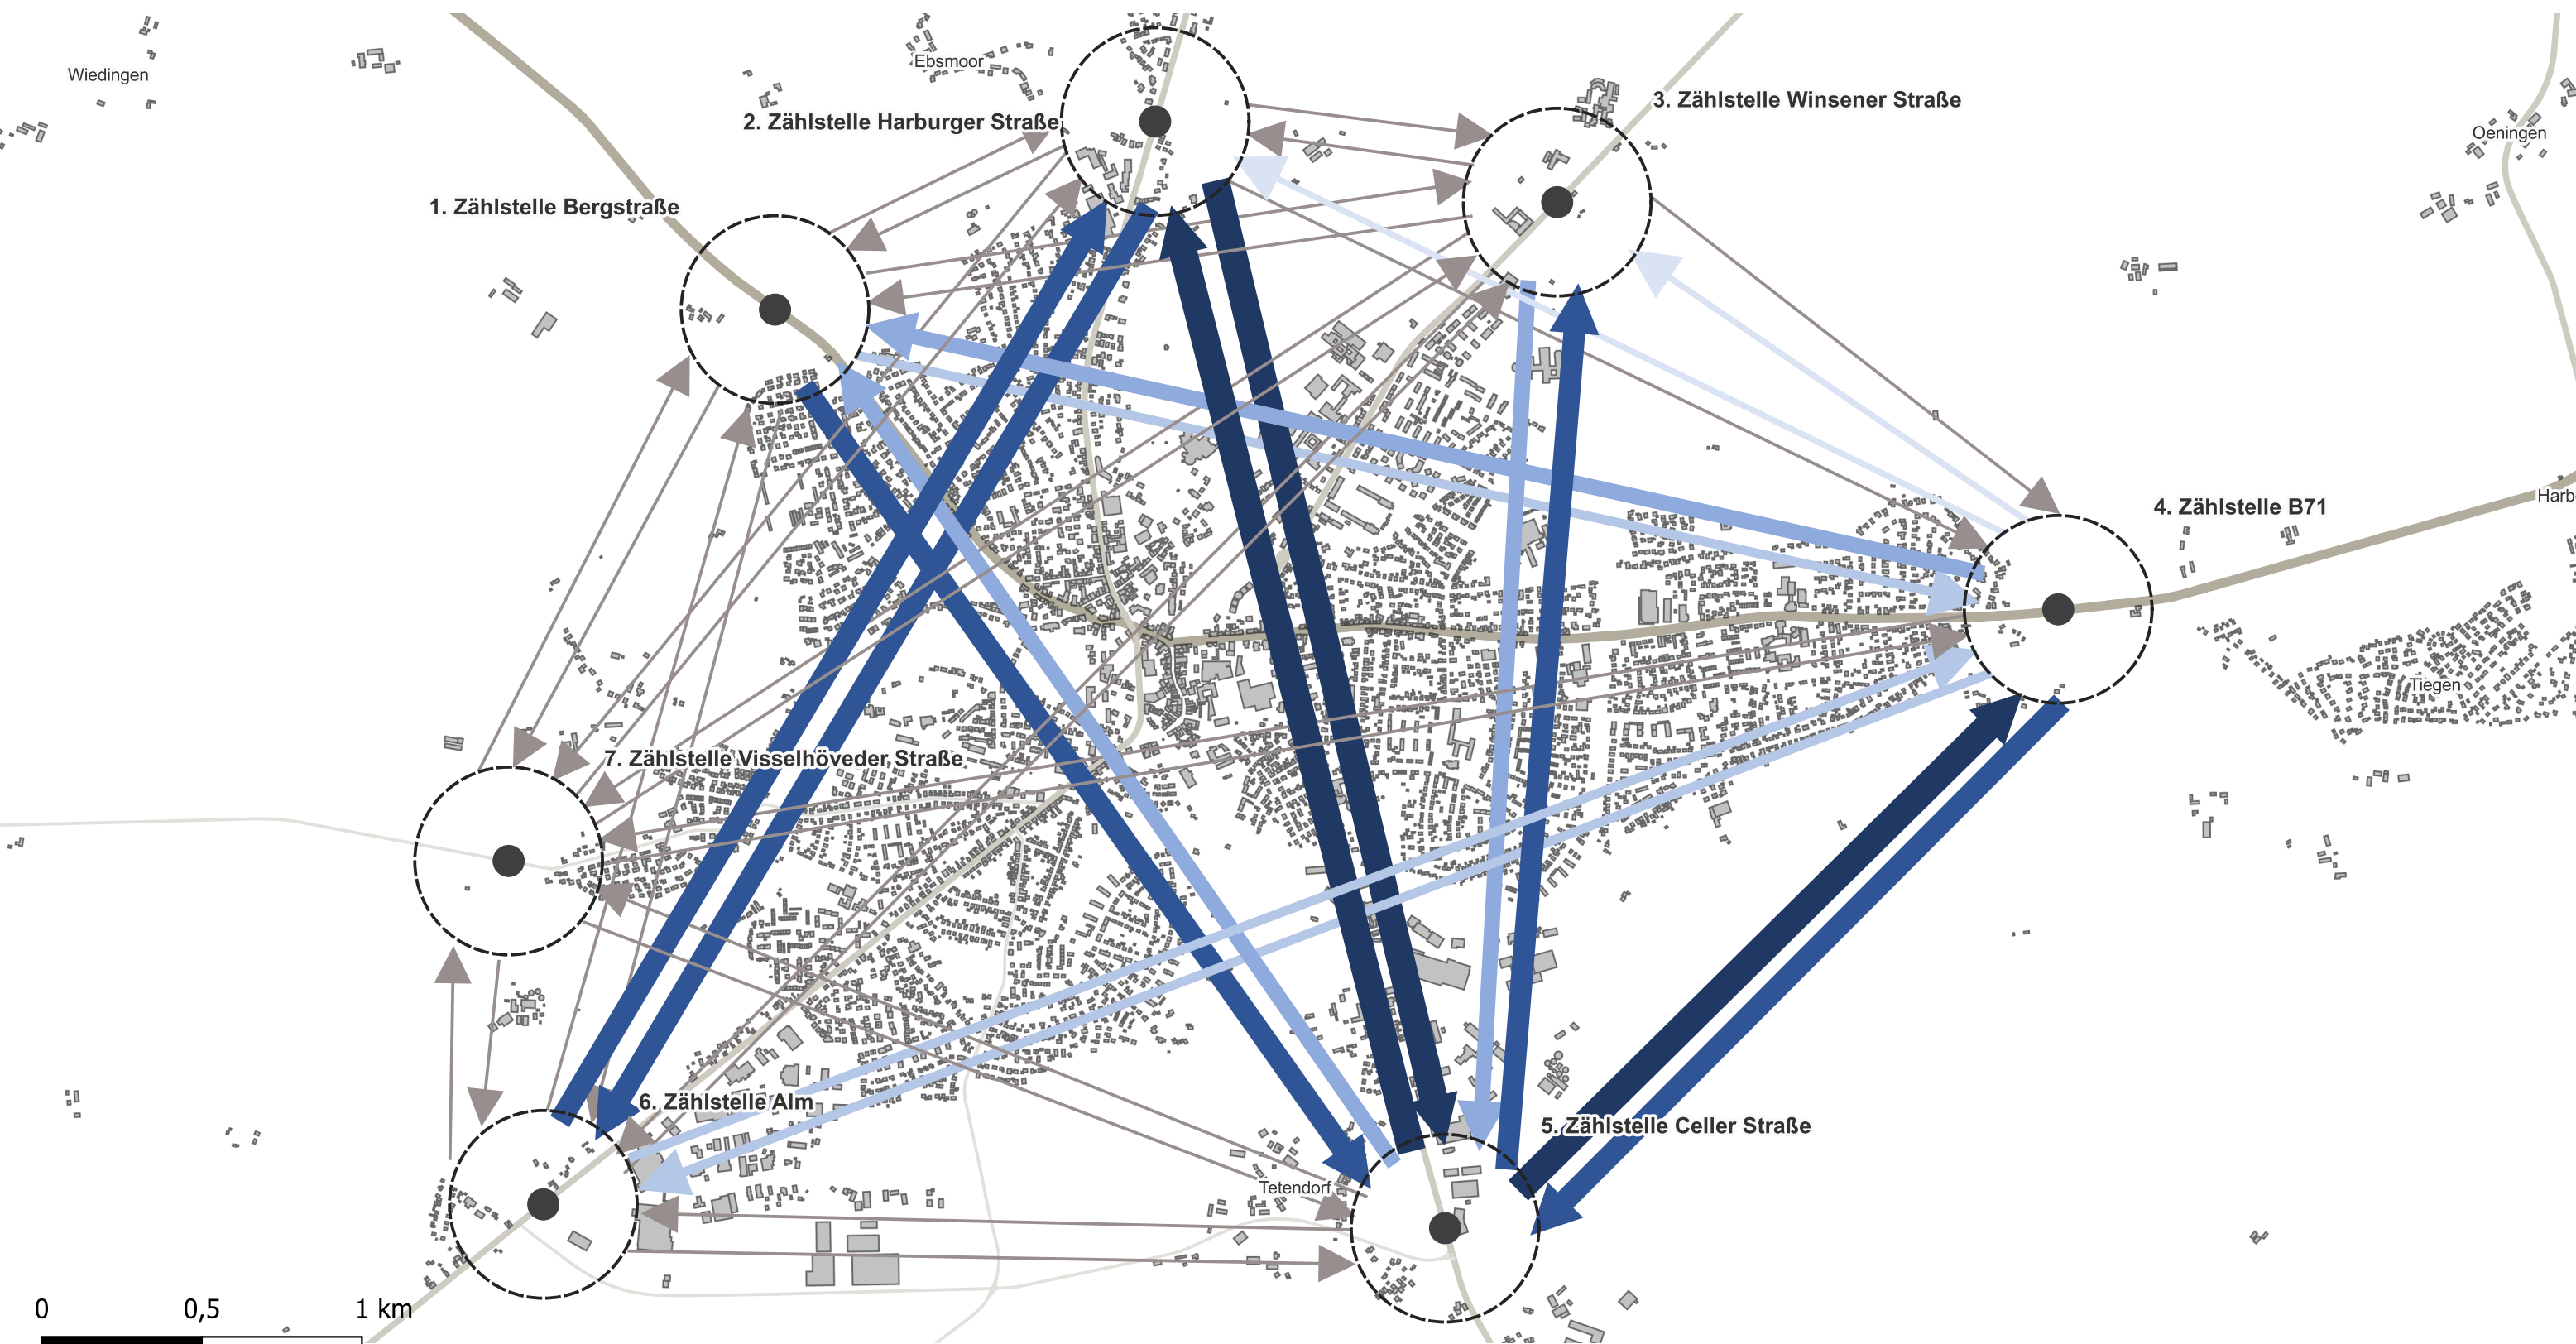 Wiedingen
Ebsmoor
2. Zählstelle Harburger Straße
3. Zählstelle Winsener Straße
Oeningen
1. Zählstelle Bergstraße
4. Zählstelle B71
Harb
Tiegen
7. Zählstelle Visselhöveder Straße
6. Zählstelle Alm
5. Zählstelle Celler Straße
Tetendorf
0 0,5 1 km